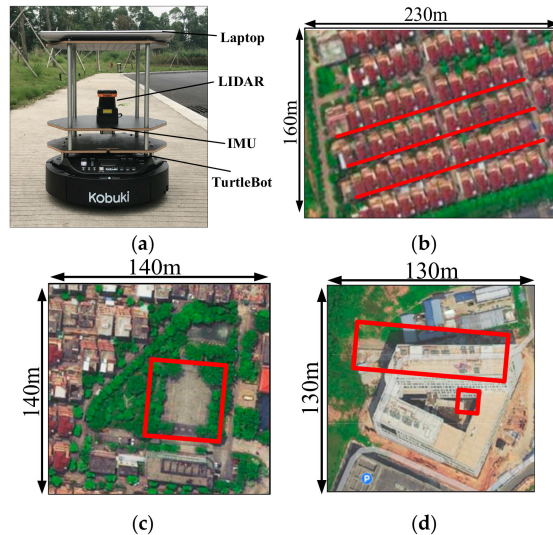 Laptop
LIDAR
IMU
TurtleBot
Kobuki
(a)
230m
160m
(b)
140m
140m
(c)
130m
130m
P
(d)